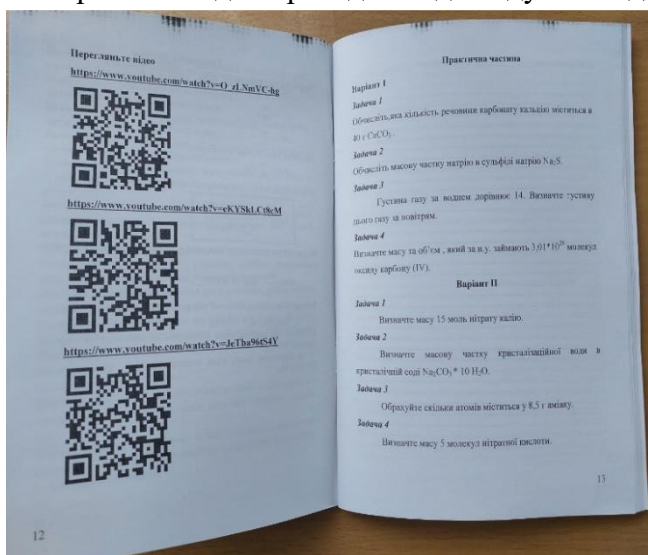 Перегляньте відео
https://www.youtube.com/watch?v=O_zLNmVC-hg
https://www.youtube.com/watch?v=eKYSkLCt8cM
https://www.youtube.com/watch?v=JeTba96tS4Y
12
Практична частина
Варіант I
Задача 1
Обчисліть,яка кількість речовини карбонату кальцію міститься в
40 г CaCO₃ .
Задача 2
Обчисліть масову частку натрію в сульфіді натрію Na₂S.
Задача 3
Густина газу за воднем дорівнює 14. Визначте густину
цього газу за повітрям.
Задача 4
Визначте масу та об'єм , який за н.у. займають 3,01*10²⁶ молекул
оксиду карбону (IV).
Варіант II
Задача 1
Визначте масу 15 моль нітрату калію.
Задача 2
Визначте масову частку кристалізаційної води в
кристалічній соді Na₂CO₃ * 10 H₂O.
Задача 3
Обрахуйте скільки атомів міститься у 8,5 г аміаку.
Задача 4
Визначте масу 5 молекул нітратної кислоти.
13